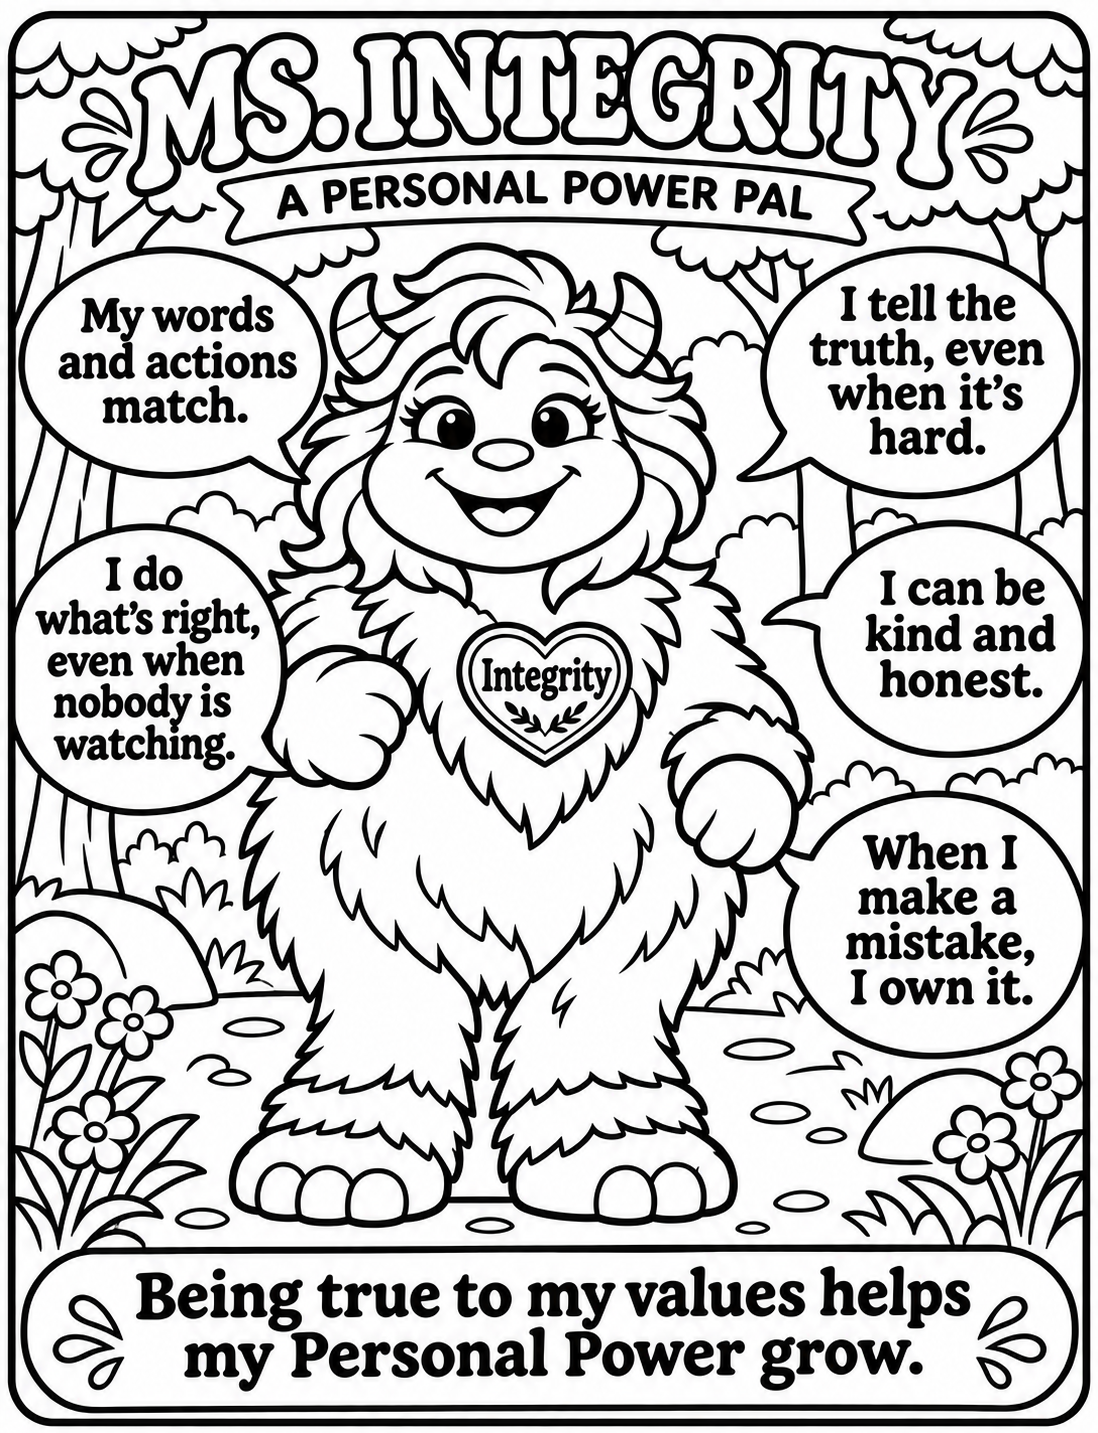 MS. INTEGRITY
A PERSONAL POWER PAL
My words
and actions
match.
I tell the
truth, even
when it's
hard.
I do
what's right,
even when
nobody is
watching.
I can be
kind and
honest.
Integrity
When I
make a
mistake,
I own it.
Being true to my values helps
my Personal Power grow.